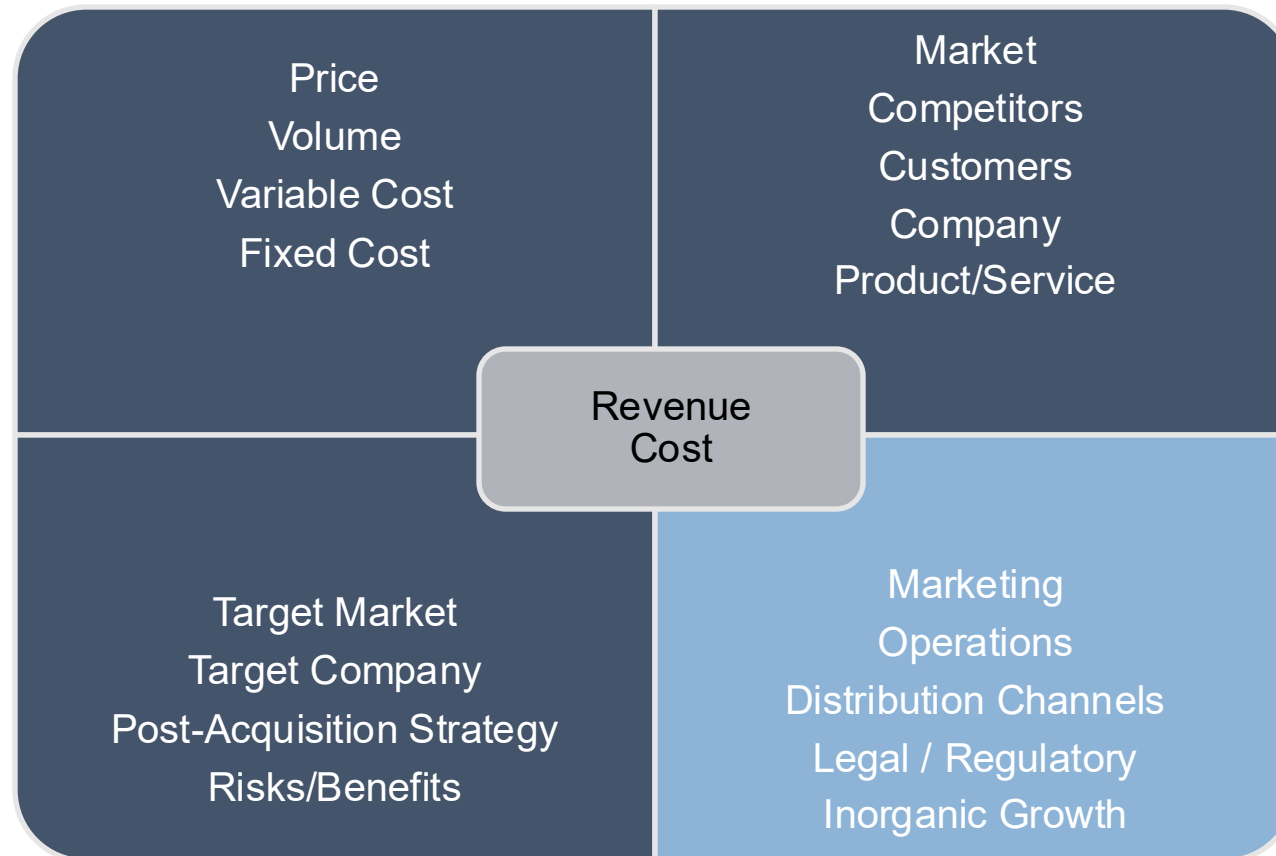 Price
Volume
Variable Cost
Fixed Cost
Market
Competitors
Customers
Company
Product/Service
Revenue
Cost
Target Market
Target Company
Post-Acquisition Strategy
Risks/Benefits
Marketing
Operations
Distribution Channels
Legal / Regulatory
Inorganic Growth